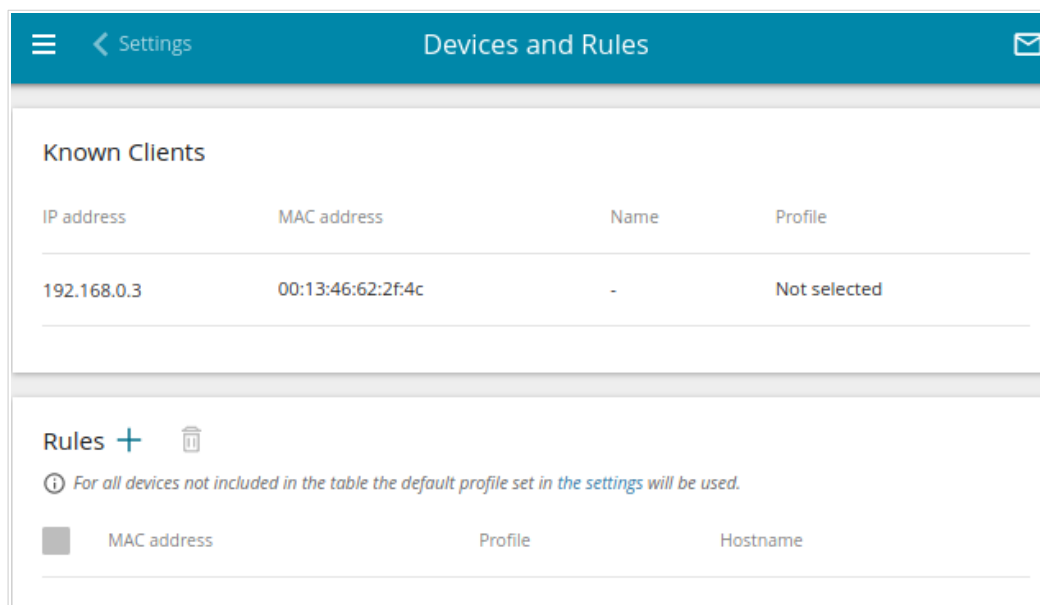 Settings
Devices and Rules
Known Clients
IP address MAC address Name Profile
192.168.0.3 00:13:46:62:2f:4c - Not selected
Rules
For all devices not included in the table the default profile set in the settings will be used.
MAC address Profile Hostname